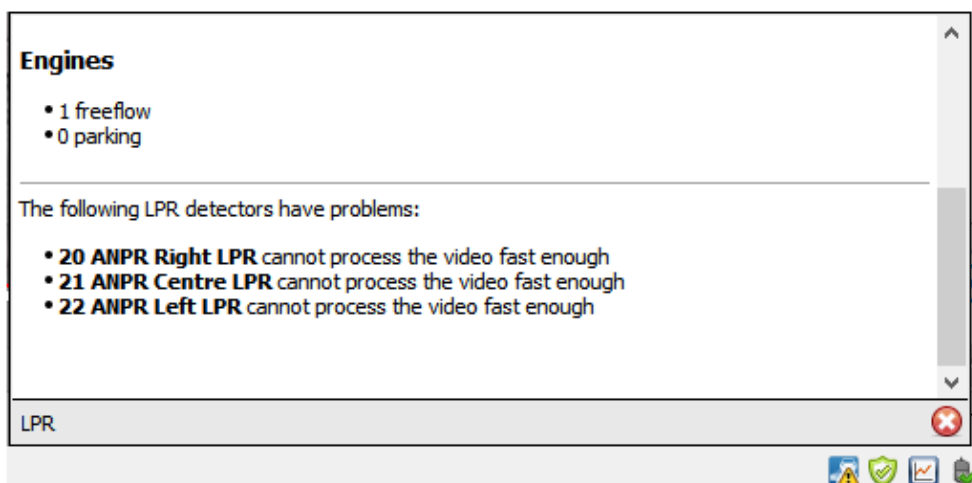 Engines
• 1 freeflow
• 0 parking
The following LPR detectors have problems:
• 20 ANPR Right LPR cannot process the video fast enough
• 21 ANPR Centre LPR cannot process the video fast enough
• 22 ANPR Left LPR cannot process the video fast enough
LPR